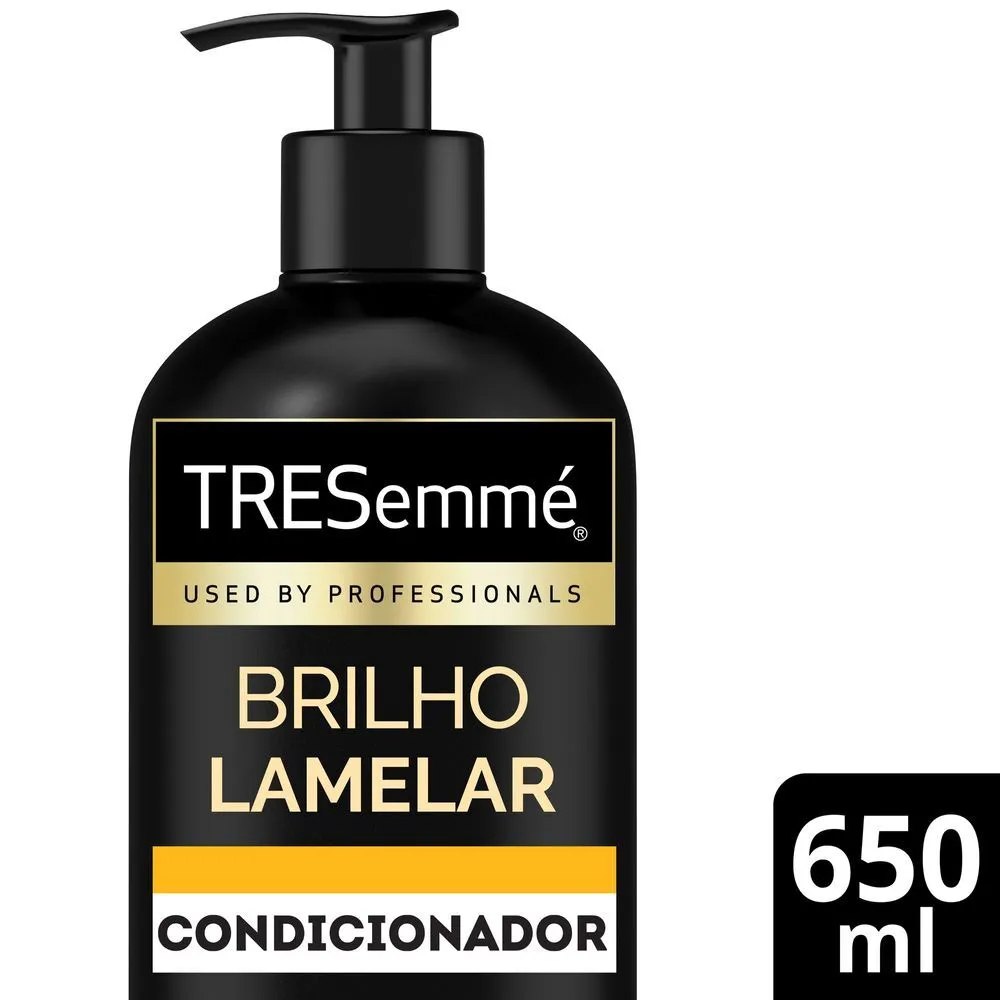 TRESemmé®
USED BY PROFESSIONALS
BRILHO
LAMELAR
CONDICIONADOR
650
ml